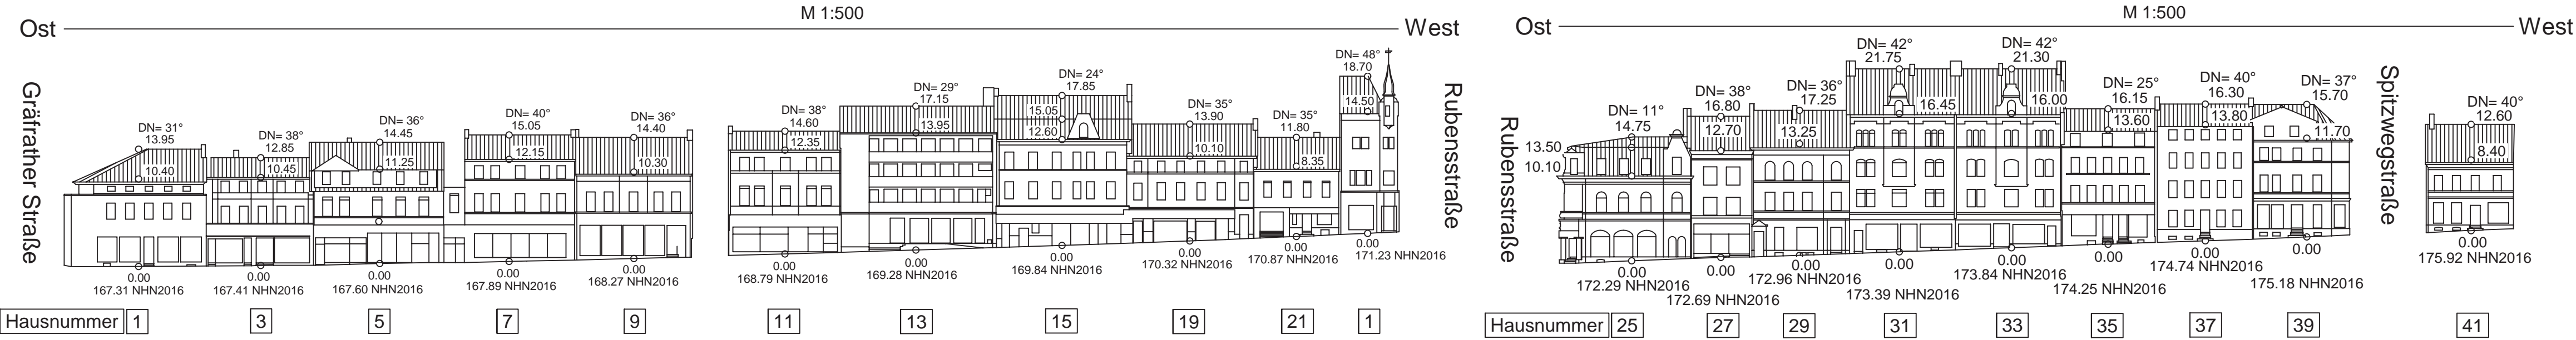 M 1:500
Ost
West
Gräfrather Straße
DN= 31°
13.95
10.40
0.00
167.31 NHN2016
DN= 38°
12.85
10.45
0.00
167.41 NHN2016
DN= 36°
14.45
11.25
0.00
167.60 NHN2016
DN= 40°
15.05
12.15
0.00
167.89 NHN2016
DN= 36°
14.40
10.30
0.00
168.27 NHN2016
DN= 38°
14.60
12.35
0.00
168.79 NHN2016
DN= 29°
17.15
13.95
0.00
169.28 NHN2016
DN= 24°
17.85
15.05
12.60
0.00
169.84 NHN2016
DN= 35°
13.90
10.10
0.00
170.32 NHN2016
DN= 35°
11.80
8.35
0.00
170.87 NHN2016
DN= 48°
18.70
14.50
0.00
171.23 NHN2016
Rubensstraße
Hausnummer 1 3 5 7 9 11 13 15 19 21 1
M 1:500
Ost
West
Rubensstraße
DN= 11°
14.75
13.50
10.10
0.00
172.29 NHN2016
DN= 38°
16.80
12.70
0.00
172.69 NHN2016
DN= 36°
17.25
13.25
0.00
172.96 NHN2016
DN= 42°
21.75
16.45
0.00
173.39 NHN2016
DN= 42°
21.30
16.00
0.00
173.84 NHN2016
DN= 25°
16.15
13.60
0.00
174.25 NHN2016
DN= 40°
16.30
13.80
0.00
174.74 NHN2016
DN= 37°
15.70
11.70
0.00
175.18 NHN2016
Spitzwegstraße
DN= 40°
12.60
8.40
0.00
175.92 NHN2016
Hausnummer 25 27 29 31 33 35 37 39 41